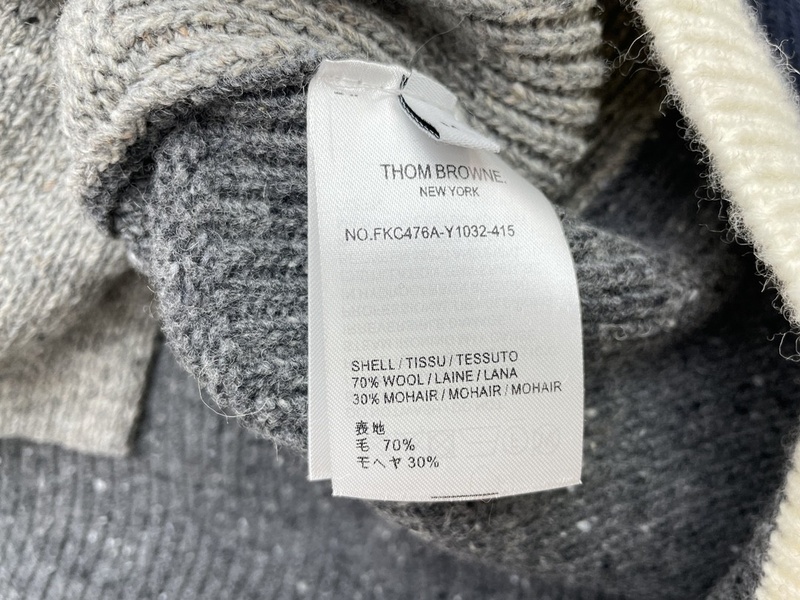 THOM BROWNE.
NEW YORK
NO.FKC476A-Y1032-415
SHELL / TISSU / TESSUTO
70% WOOL / LAINE / LANA
30% MOHAIR / MOHAIR / MOHAIR
表地
毛 70%
モヘヤ 30%